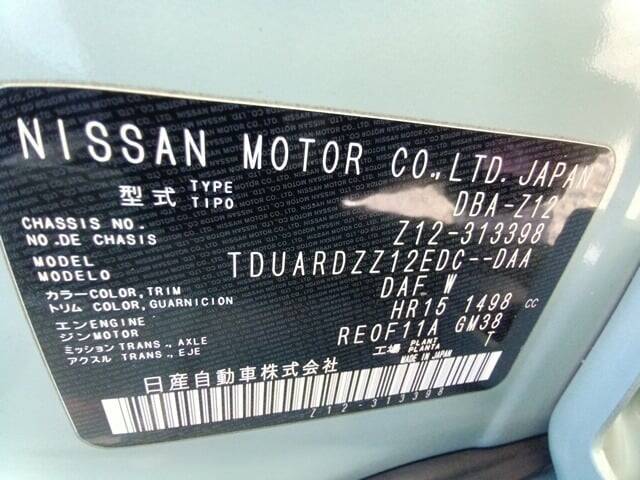 NISSAN MOTOR CO.,LTD. JAPAN
型式 TYPE TIPO DBA-Z12
CHASSIS NO. NO.DE CHASIS Z12-313398
MODEL MODELO TDUARDZZ12EDC--DAA
カラー COLOR, TRIM
トリム COLOR, GUARNICION DAF W
エンジン ENGINE MOTOR HR15 1498 cc
ミッション アクスル TRANS., AXLE TRANS., EJE RE0F11A GM38
工場 PLANT PLANTA T
日産自動車株式会社 MADE IN JAPAN
Z12-313398